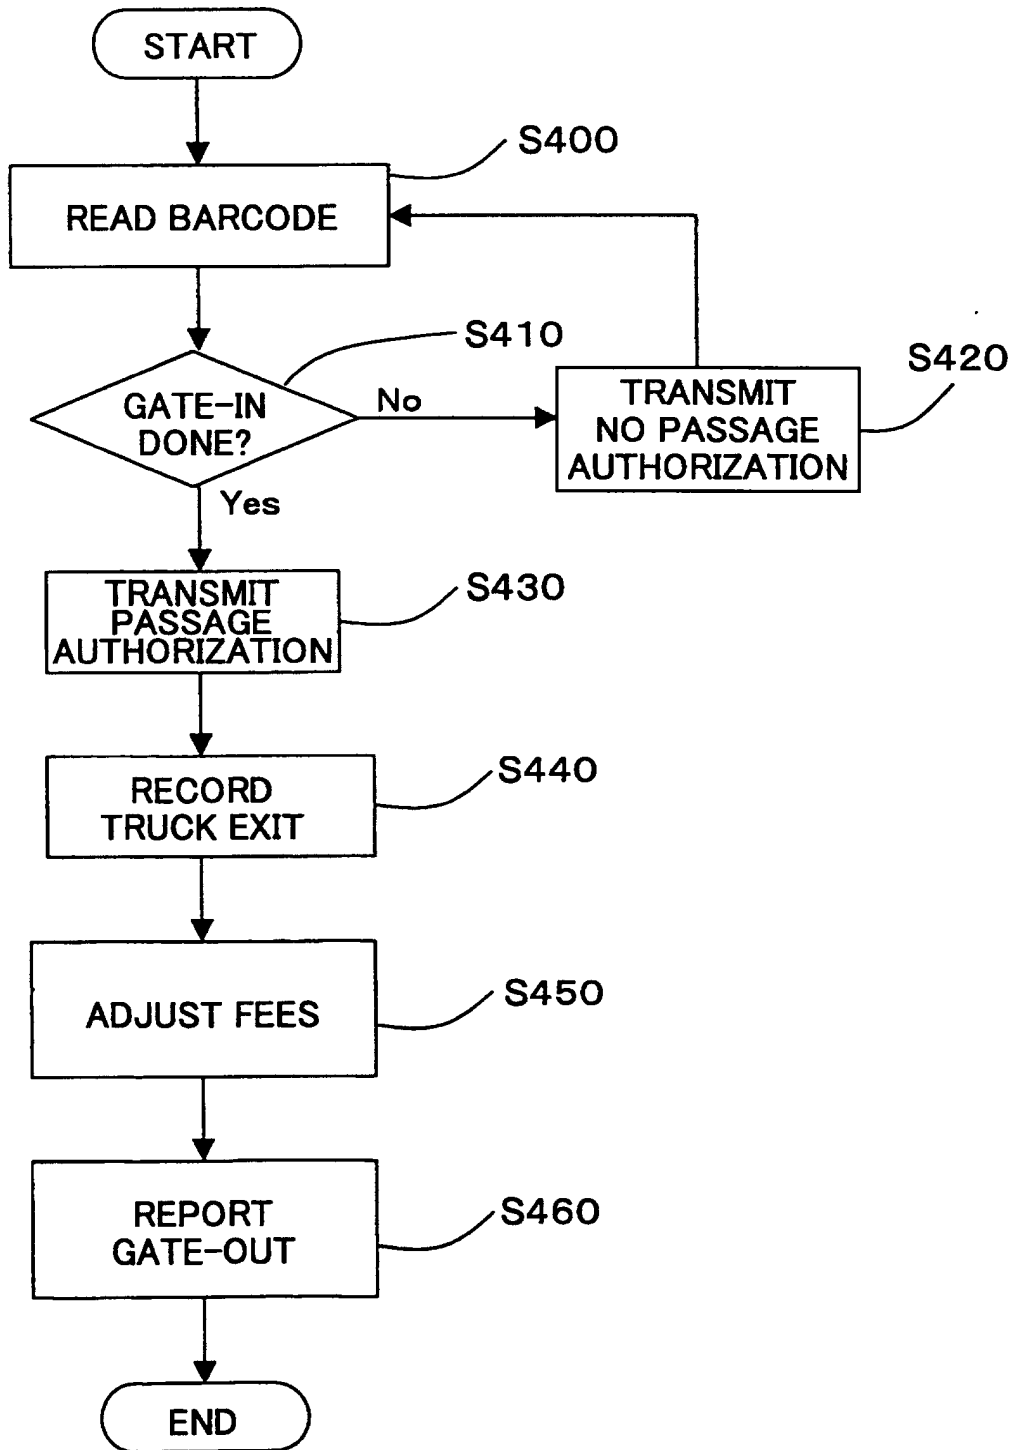 START
S400
READ BARCODE
S410
GATE-IN
DONE?
No
S420
TRANSMIT
NO PASSAGE
AUTHORIZATION
Yes
S430
TRANSMIT
PASSAGE
AUTHORIZATION
S440
RECORD
TRUCK EXIT
S450
ADJUST FEES
S460
REPORT
GATE-OUT
END